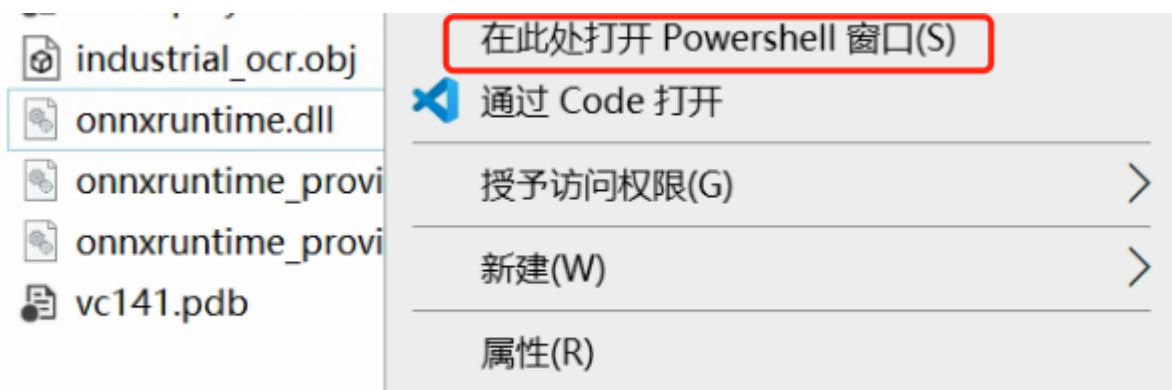 industrial_ocr.obj
onnxruntime.dll
onnxruntime_provi
onnxruntime_provi
vc141.pdb
在此处打开 Powershell 窗口(S)
通过 Code 打开
授予访问权限(G)
新建(W)
属性(R)